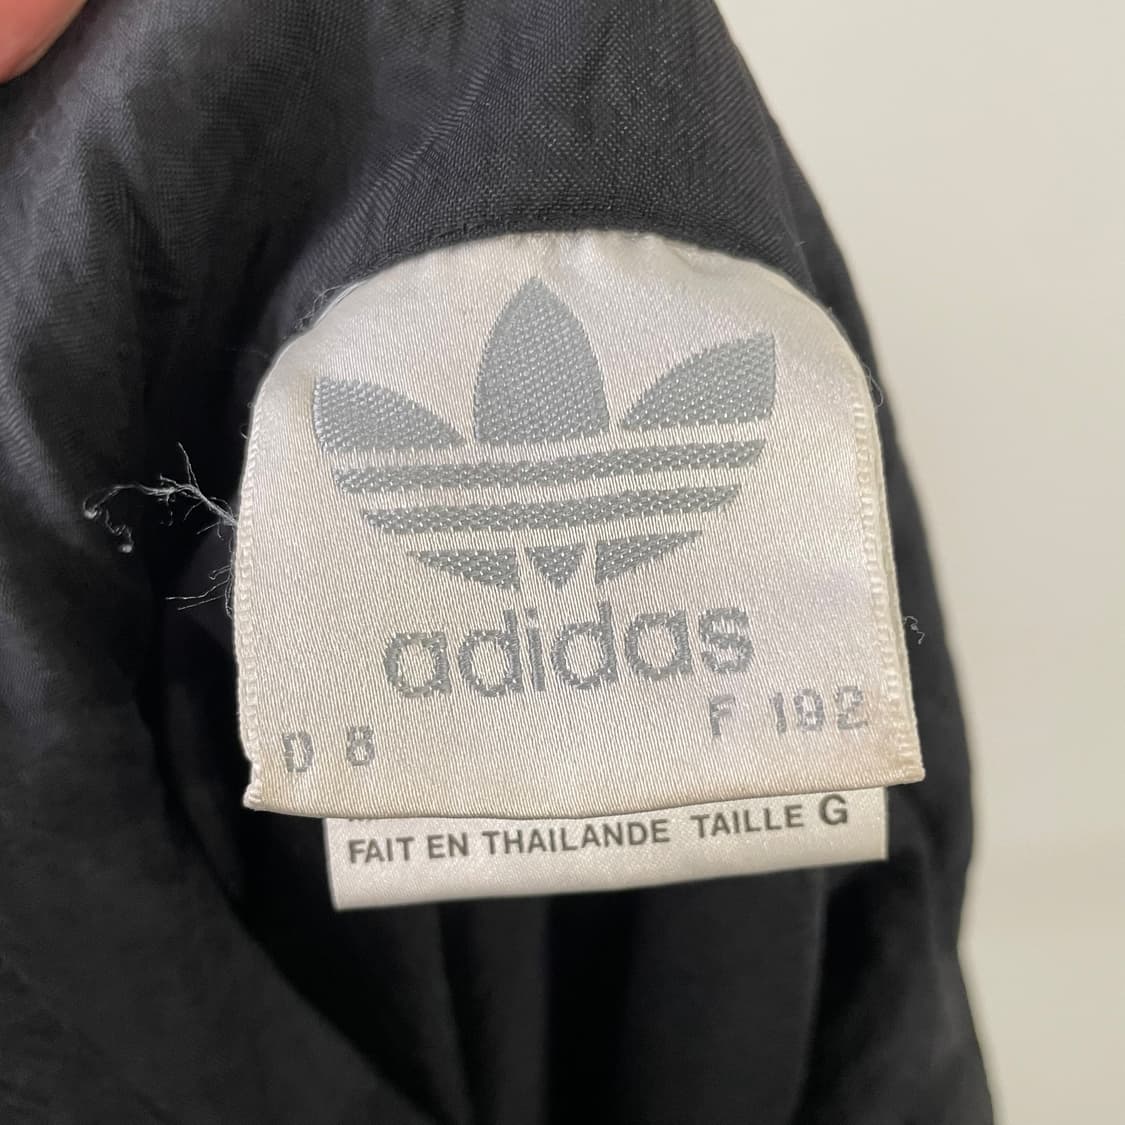 adidas
D 8 F 192
FAIT EN THAILANDE TAILLE G